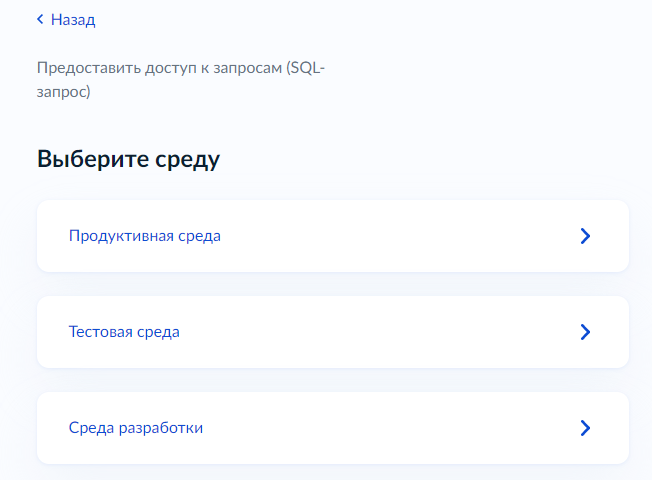 Назад
Предоставить доступ к запросам (SQL-
запрос)
Выберите среду
Продуктивная среда
Тестовая среда
Среда разработки